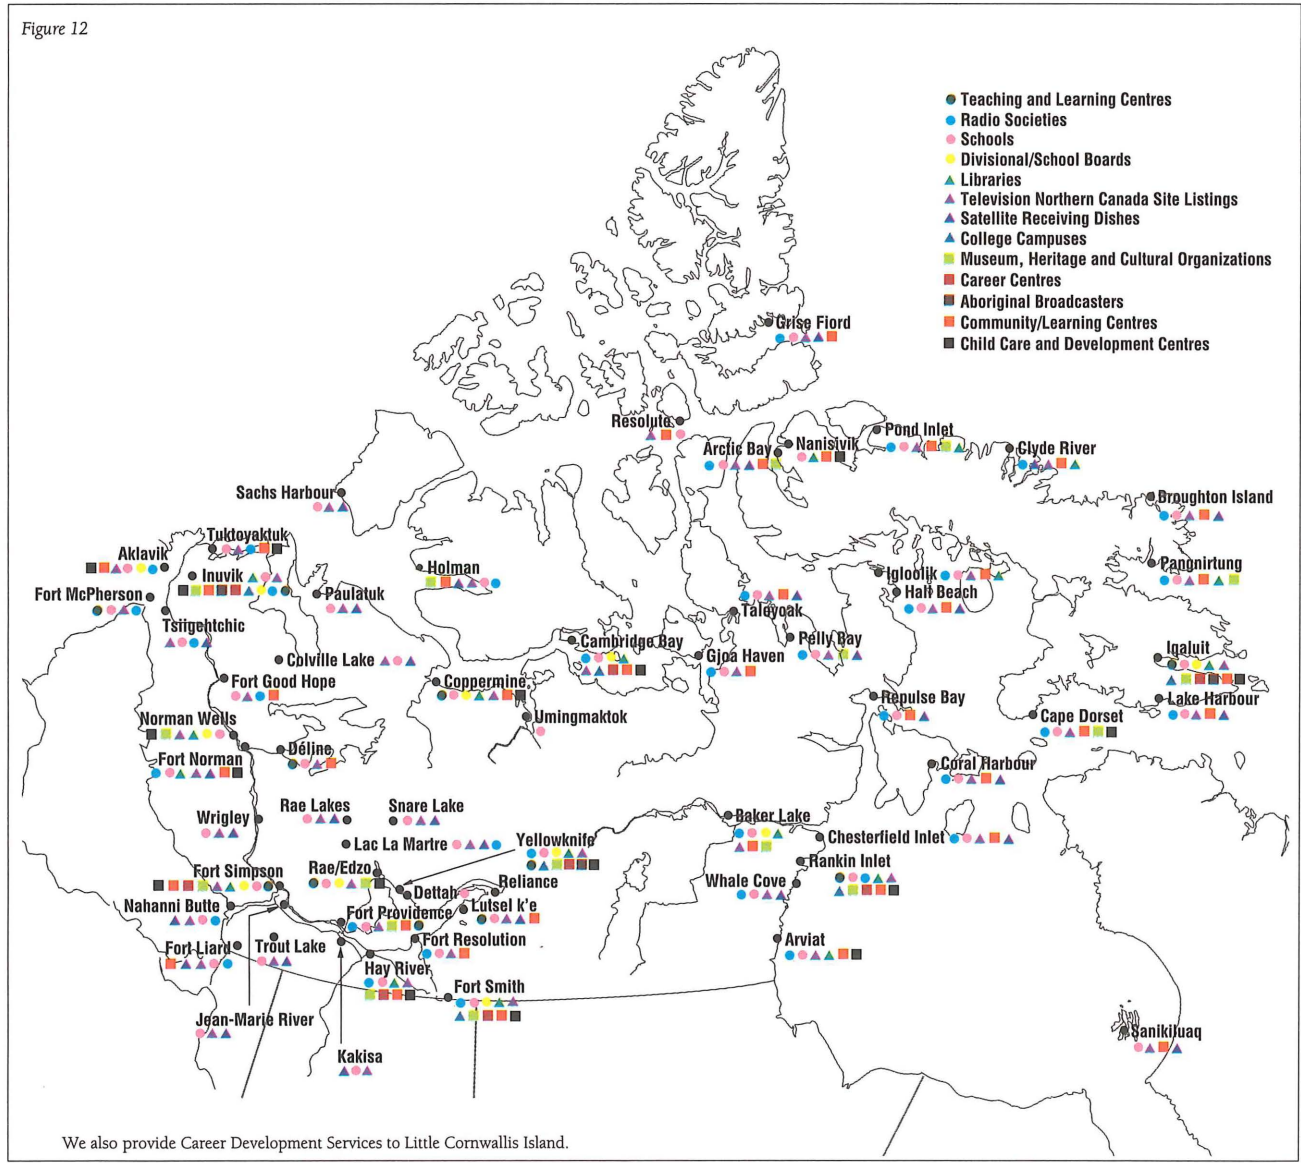 Figure 12
Teaching and Learning Centres
Radio Societies
Schools
Divisional/School Boards
Libraries
Television Northern Canada Site Listings
Satellite Receiving Dishes
College Campuses
Museum, Heritage and Cultural Organizations
Career Centres
Aboriginal Broadcasters
Community/Learning Centres
Child Care and Development Centres
Grise Fiord
Resolute
Arctic Bay
Nanisivik
Pond Inlet
Clyde River
Sachs Harbour
Broughton Island
Tuktoyaktuk
Aklavik
Inuvik
Holman
Igloolik
Pangnirtung
Fort McPherson
Paulatuk
Hall Beach
Taloyoak
Tsiigehtchic
Cambridge Bay
Pelly Bay
Iqaluit
Colville Lake
Gjoa Haven
Fort Good Hope
Coppermine
Repulse Bay
Lake Harbour
Norman Wells
Umingmaktok
Cape Dorset
Déline
Fort Norman
Coral Harbour
Rae Lakes
Snare Lake
Wrigley
Baker Lake
Lac La Martre
Yellowknife
Chesterfield Inlet
Fort Simpson
Rae/Edzo
Rankin Inlet
Dettah
Reliance
Whale Cove
Nahanni Butte
Fort Providence
Lutsel k'e
Fort Liard
Trout Lake
Fort Resolution
Arviat
Hay River
Fort Smith
Jean-Marie River
Kakisa
Sanikiluaq
We also provide Career Development Services to Little Cornwallis Island.